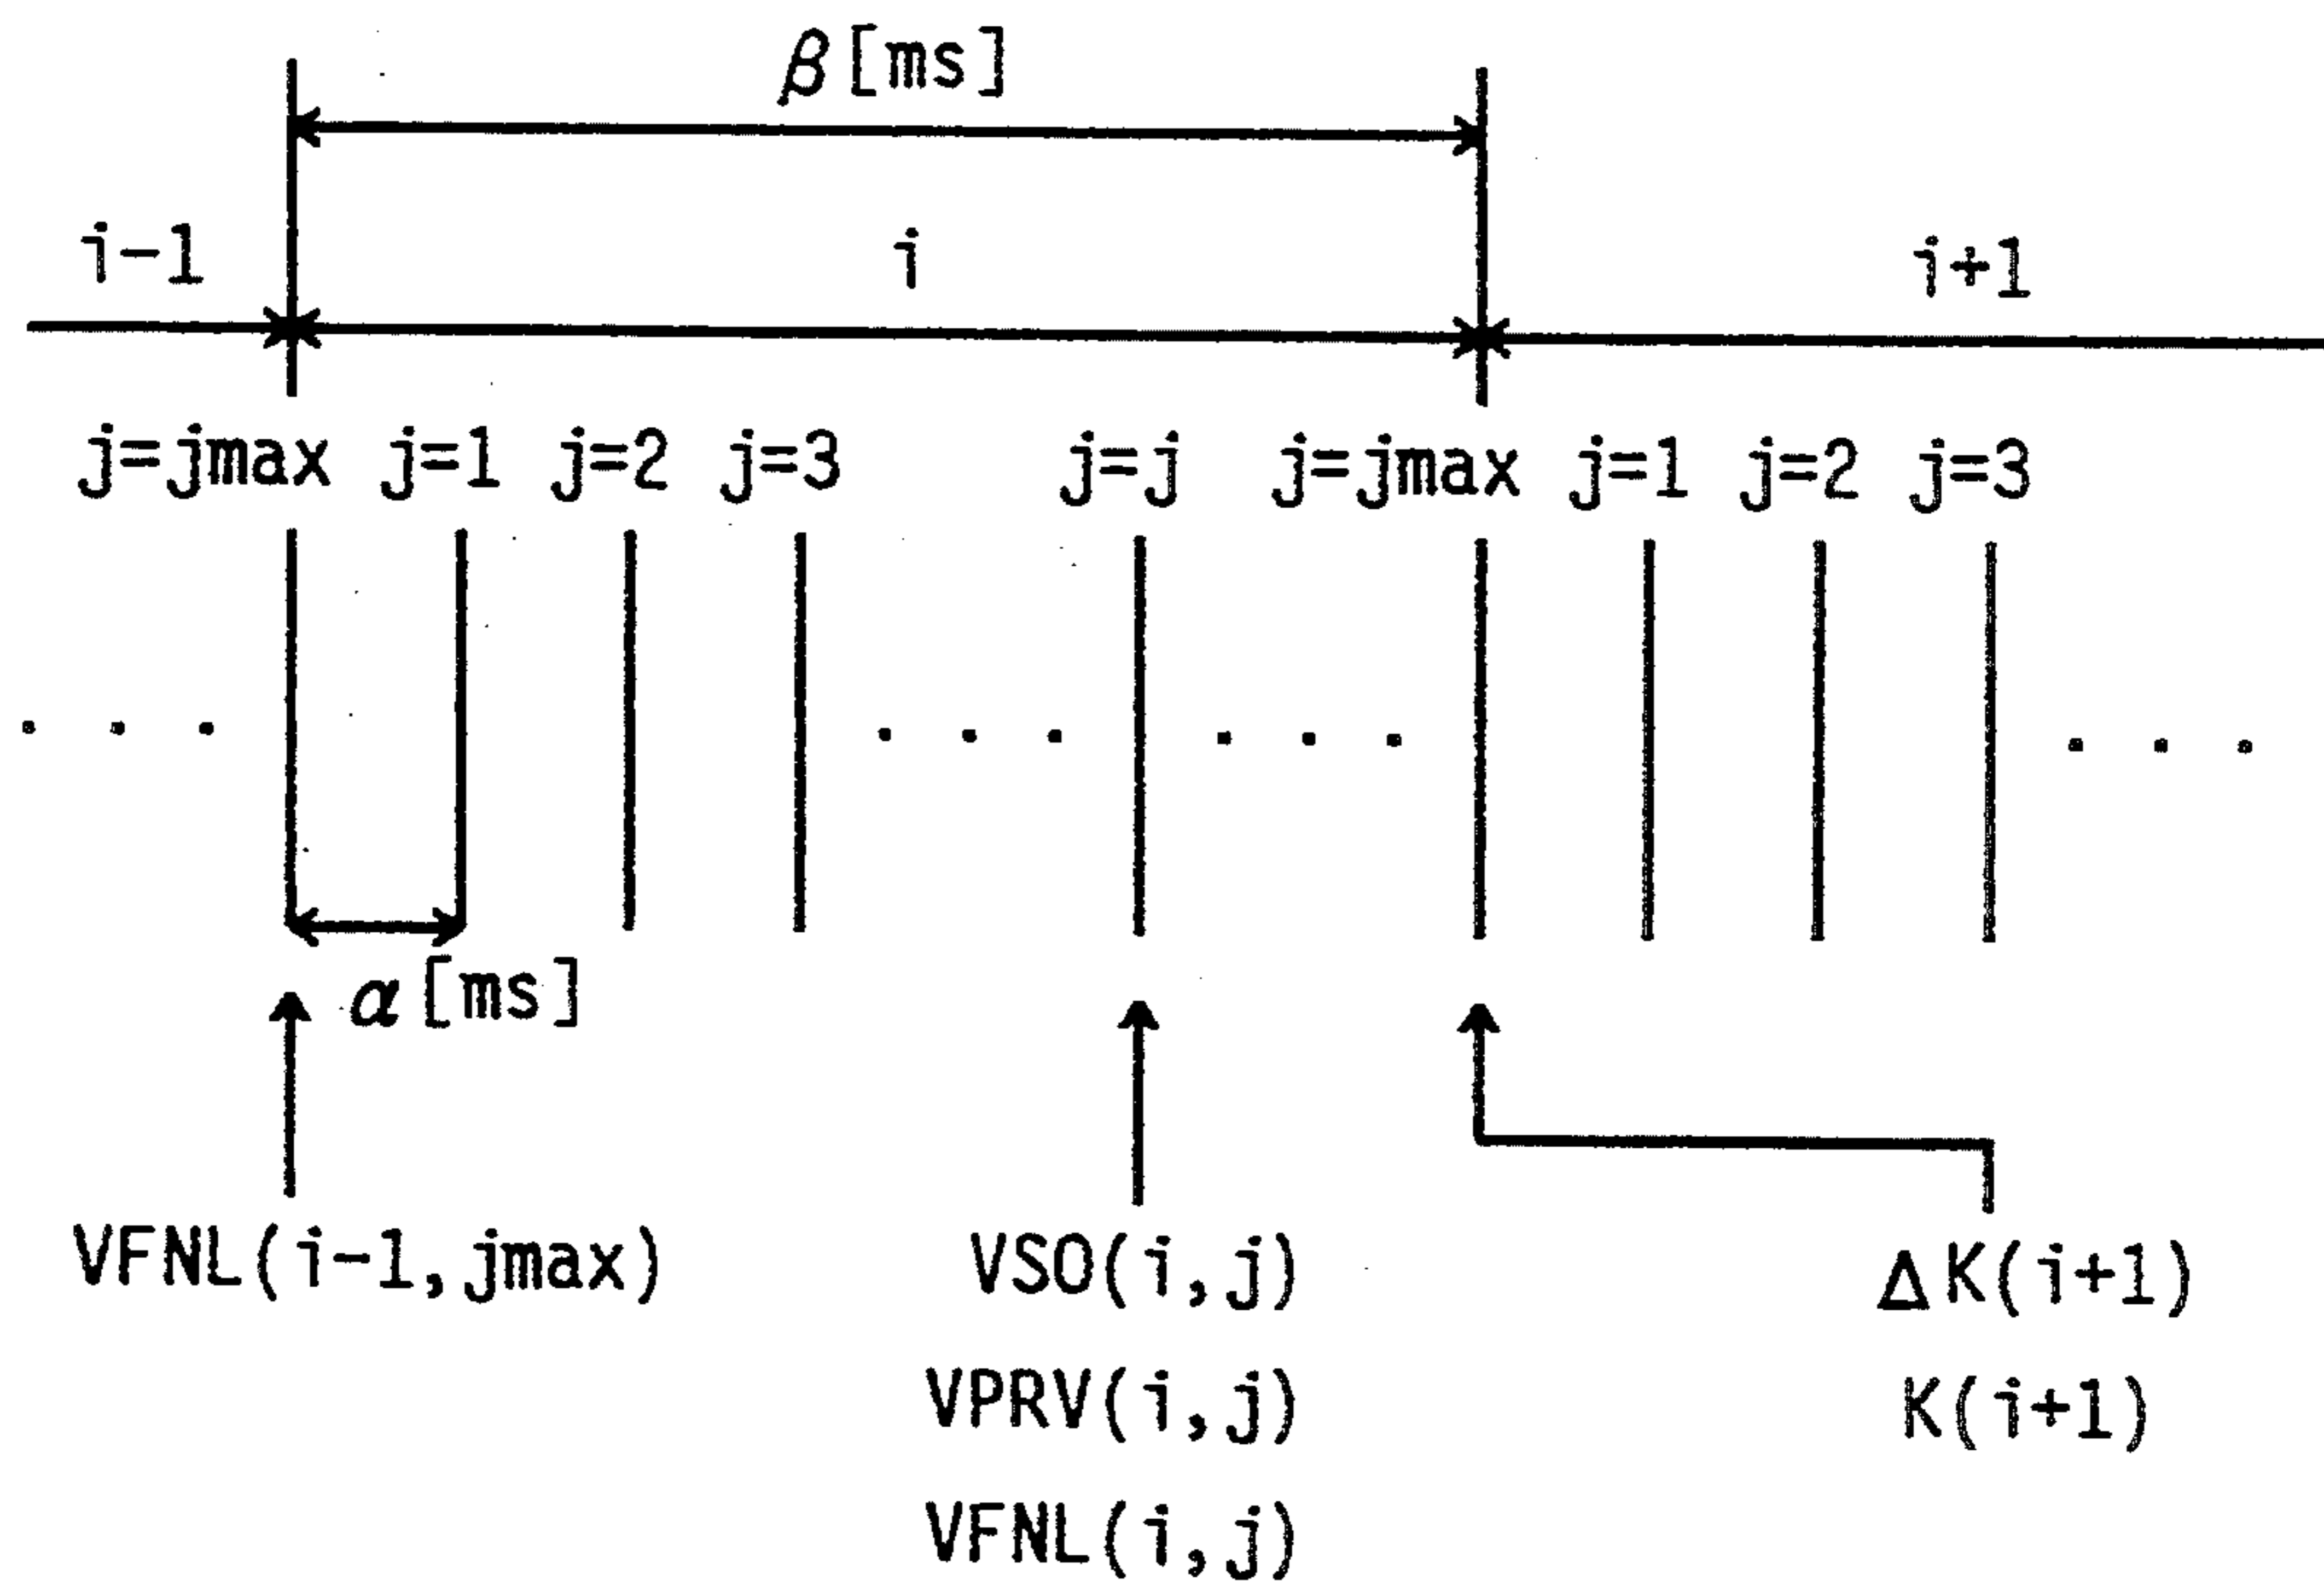 β[ms]
i-1 i i+1
j=jmax j=1 j=2 j=3 j=j j=jmax j=1 j=2 j=3
. . . . . . . . . . . .
α[ms]
VFNL(i-1,jmax) VSO(i,j) ΔK(i+1)
VPRV(i,j) K(i+1)
VFNL(i,j)